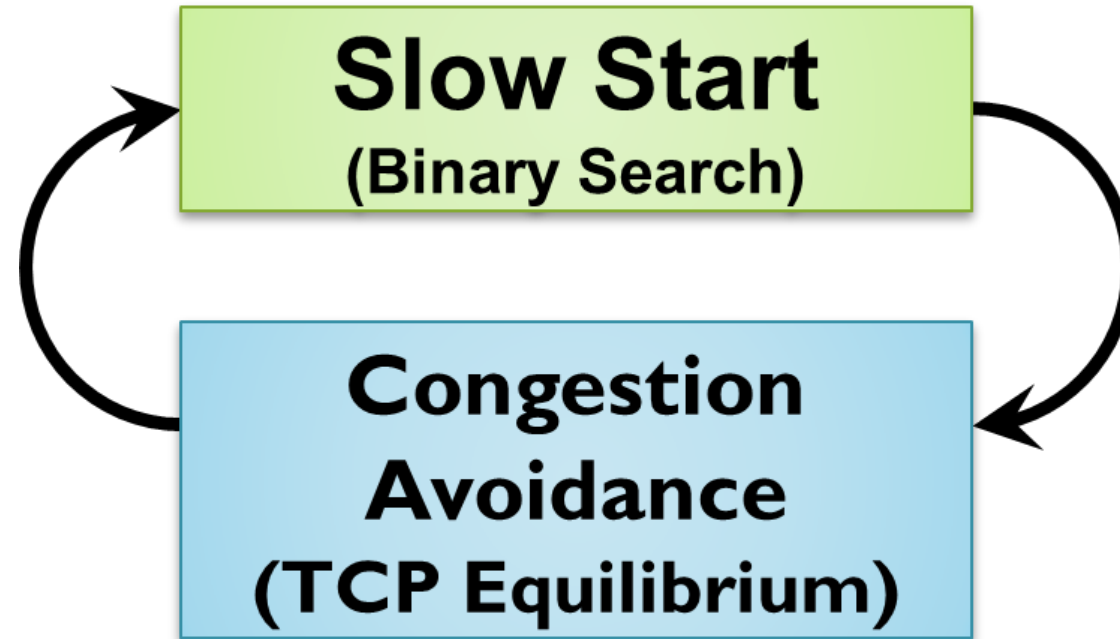 Slow Start
(Binary Search)
Congestion
Avoidance
(TCP Equilibrium)